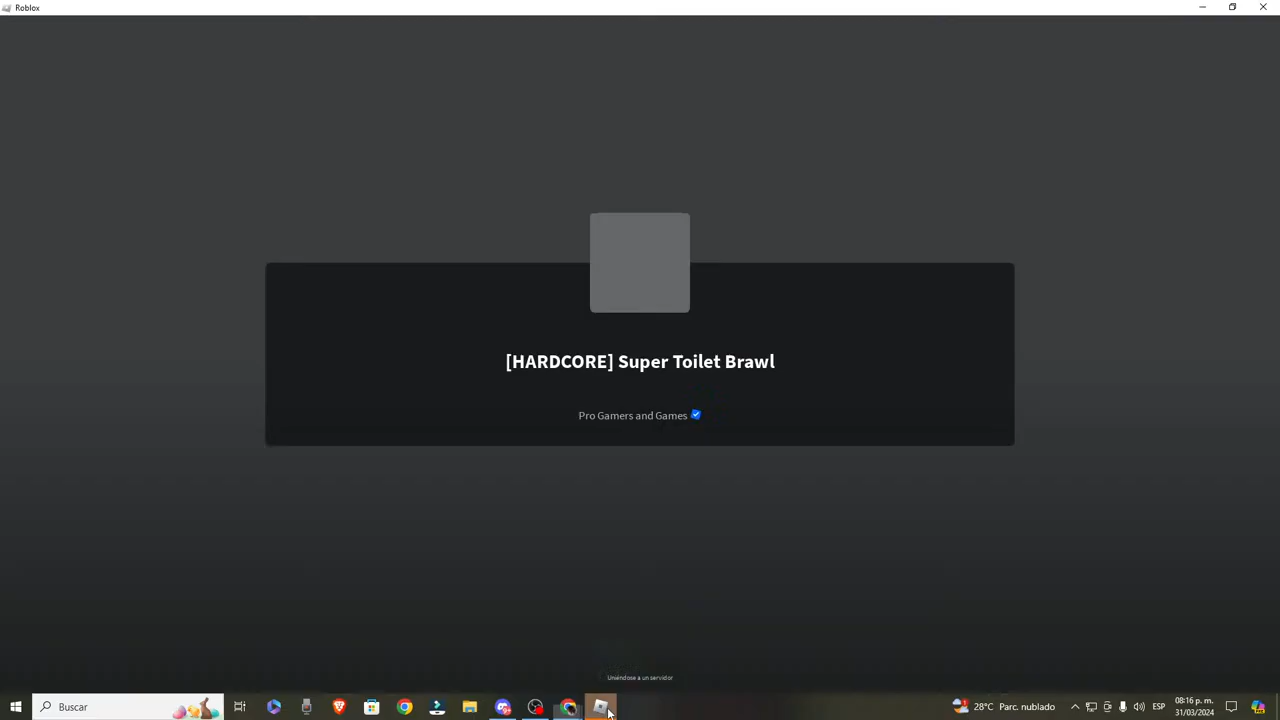 Roblox
[HARDCORE] Super Toilet Brawl
Pro Gamers and Games
Uniéndose a un servidor
Buscar
28°C Parc. nublado
ESP
08:16 p. m.
31/03/2024